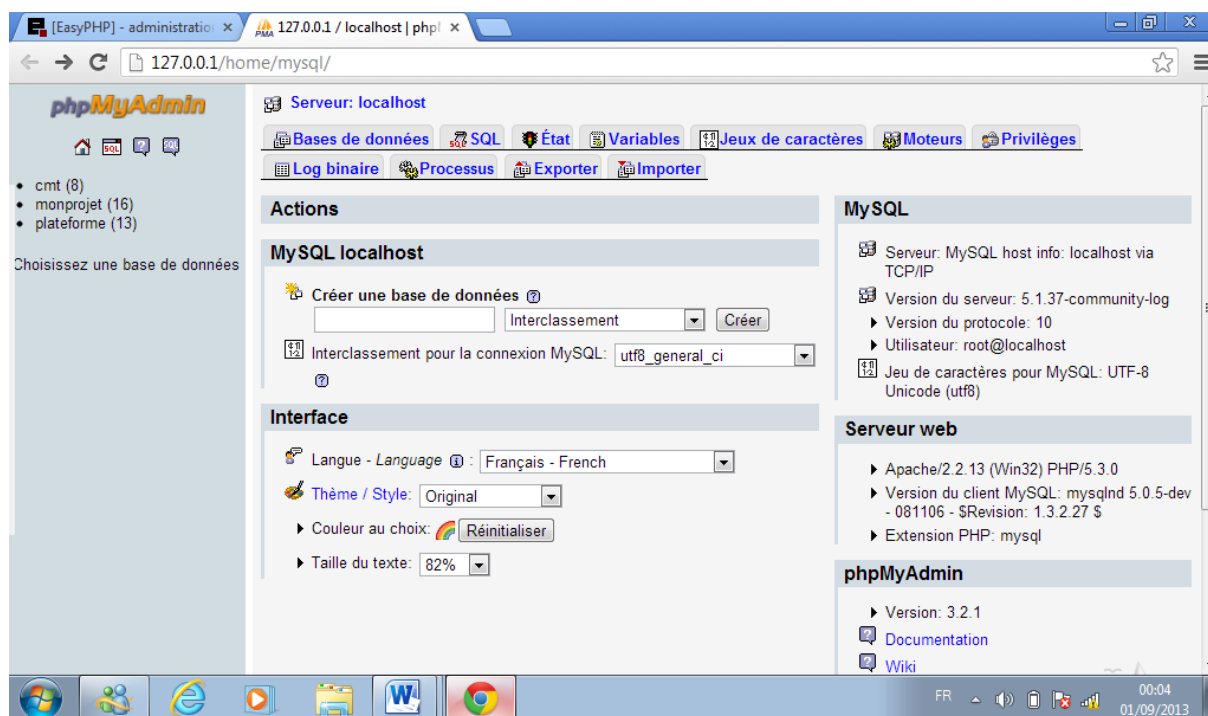 [EasyPHP] - administratio
127.0.0.1 / localhost | php
127.0.0.1/home/mysql/
phpMyAdmin
cmt (8)
monprojet (16)
plateforme (13)
Choisissez une base de données
Serveur: localhost
Bases de données SQL État Variables Jeux de caractères Moteurs Privilèges
Log binaire Processus Exporter Importer
Actions
MySQL localhost
Créer une base de données
Interclassement Créer
Interclassement pour la connexion MySQL: utf8_general_ci
Interface
Langue - Language : Français - French
Thème / Style: Original
Couleur au choix: Réinitialiser
Taille du texte: 82%
MySQL
Serveur: MySQL host info: localhost via
TCP/IP
Version du serveur: 5.1.37-community-log
Version du protocole: 10
Utilisateur: root@localhost
Jeu de caractères pour MySQL: UTF-8
Unicode (utf8)
Serveur web
Apache/2.2.13 (Win32) PHP/5.3.0
Version du client MySQL: mysqlnd 5.0.5-dev
- 081106 - $Revision: 1.3.2.27 $
Extension PHP: mysql
phpMyAdmin
Version: 3.2.1
Documentation
Wiki
FR
00:04
01/09/2013